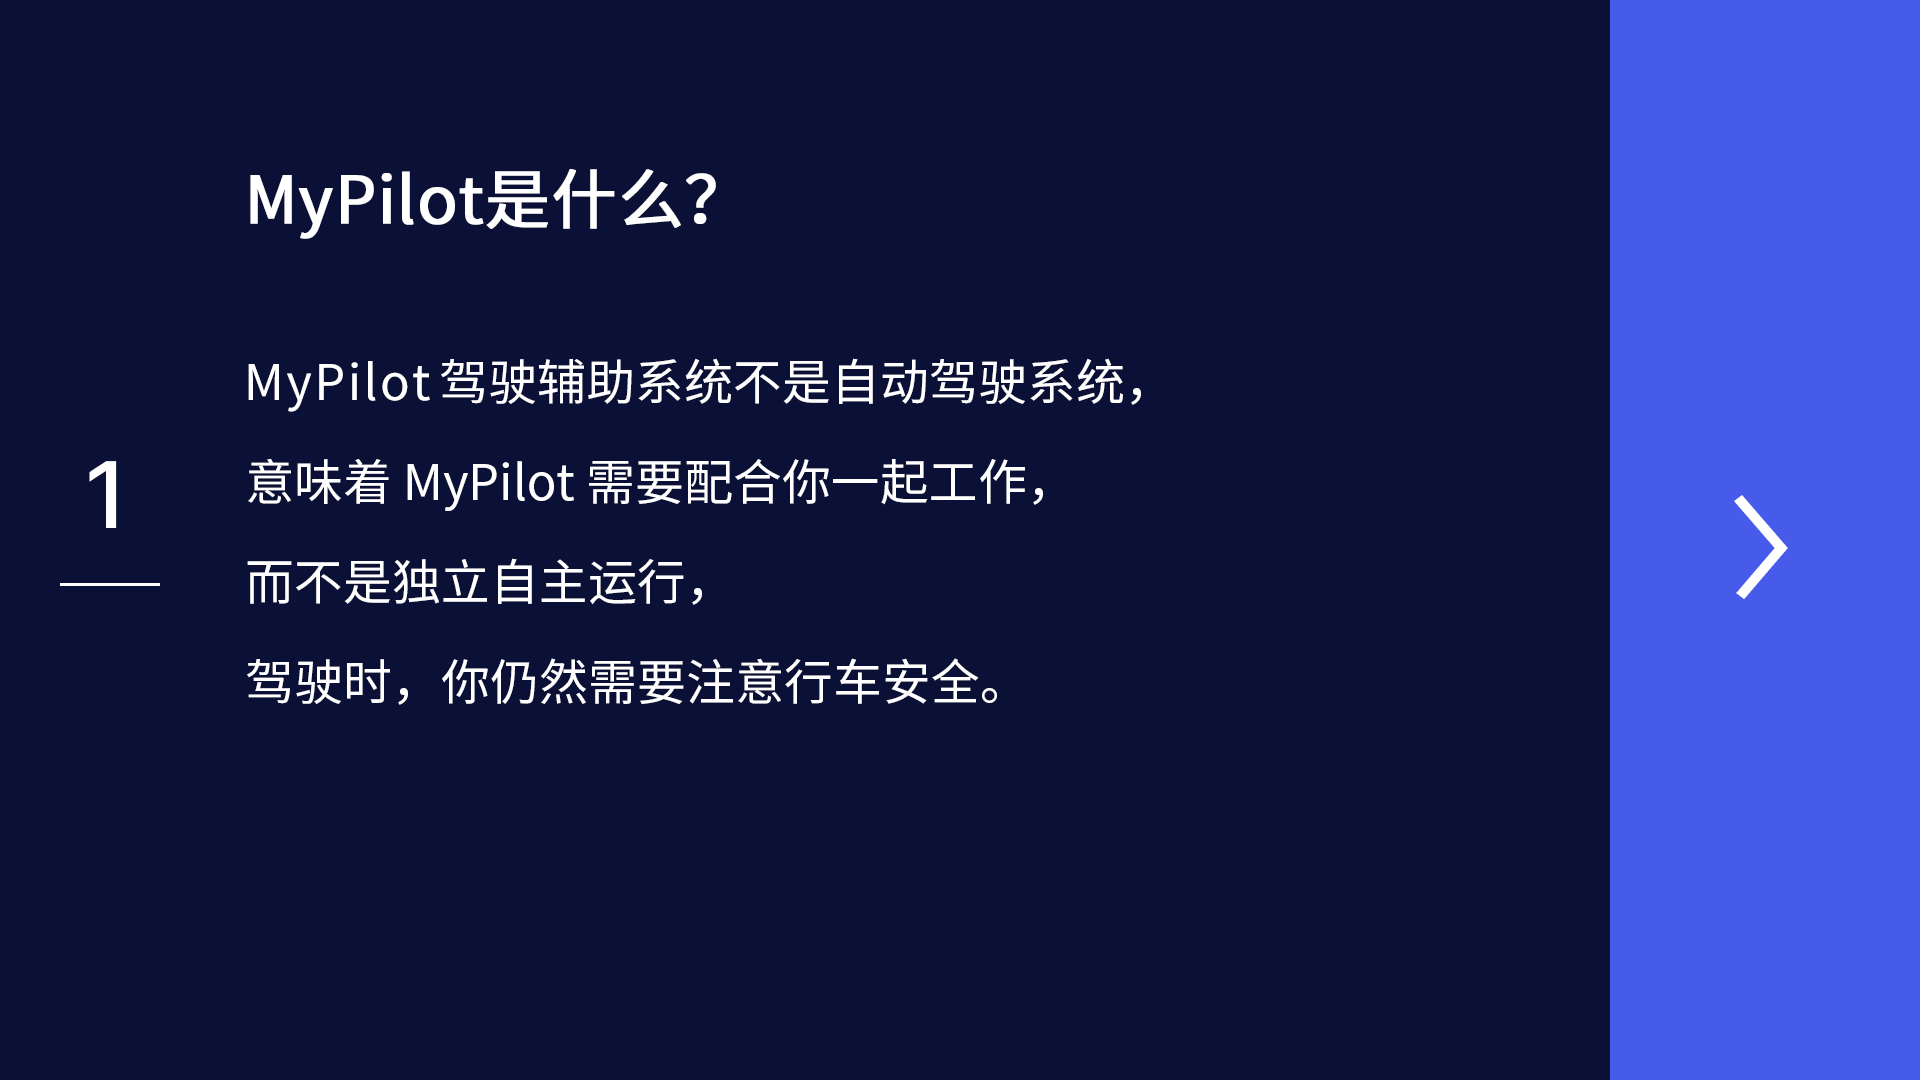 MyPilot是什么？
MyPilot 驾驶辅助系统不是自动驾驶系统，
意味着 MyPilot 需要配合你一起工作，
1
而不是独立自主运行，
驾驶时，你仍然需要注意行车安全。